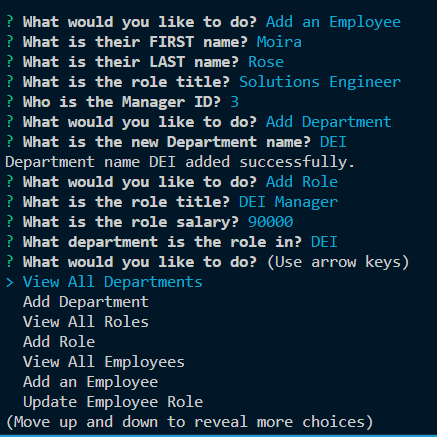 ? What would you like to do? Add an Employee
? What is their FIRST name? Moira
? What is their LAST name? Rose
? What is the role title? Solutions Engineer
? Who is the Manager ID? 3
? What would you like to do? Add Department
? What is the new Department name? DEI
Department name DEI added successfully.
? What would you like to do? Add Role
? What is the role title? DEI Manager
? What is the role salary? 90000
? What department is the role in? DEI
? What would you like to do? (Use arrow keys)
> View All Departments
  Add Department
  View All Roles
  Add Role
  View All Employees
  Add an Employee
  Update Employee Role
(Move up and down to reveal more choices)